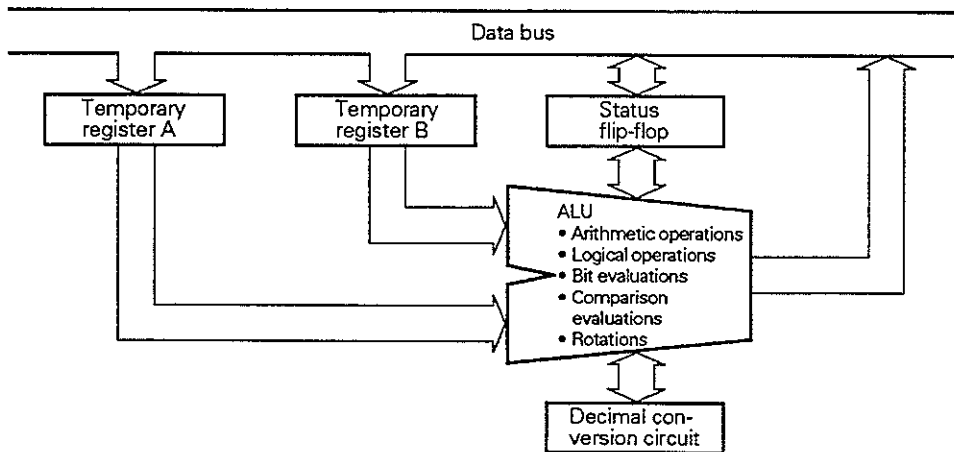 Data bus
Temporary
register A
Temporary
register B
Status
flip-flop
ALU
• Arithmetic operations
• Logical operations
• Bit evaluations
• Comparison
evaluations
• Rotations
Decimal con-
version circuit